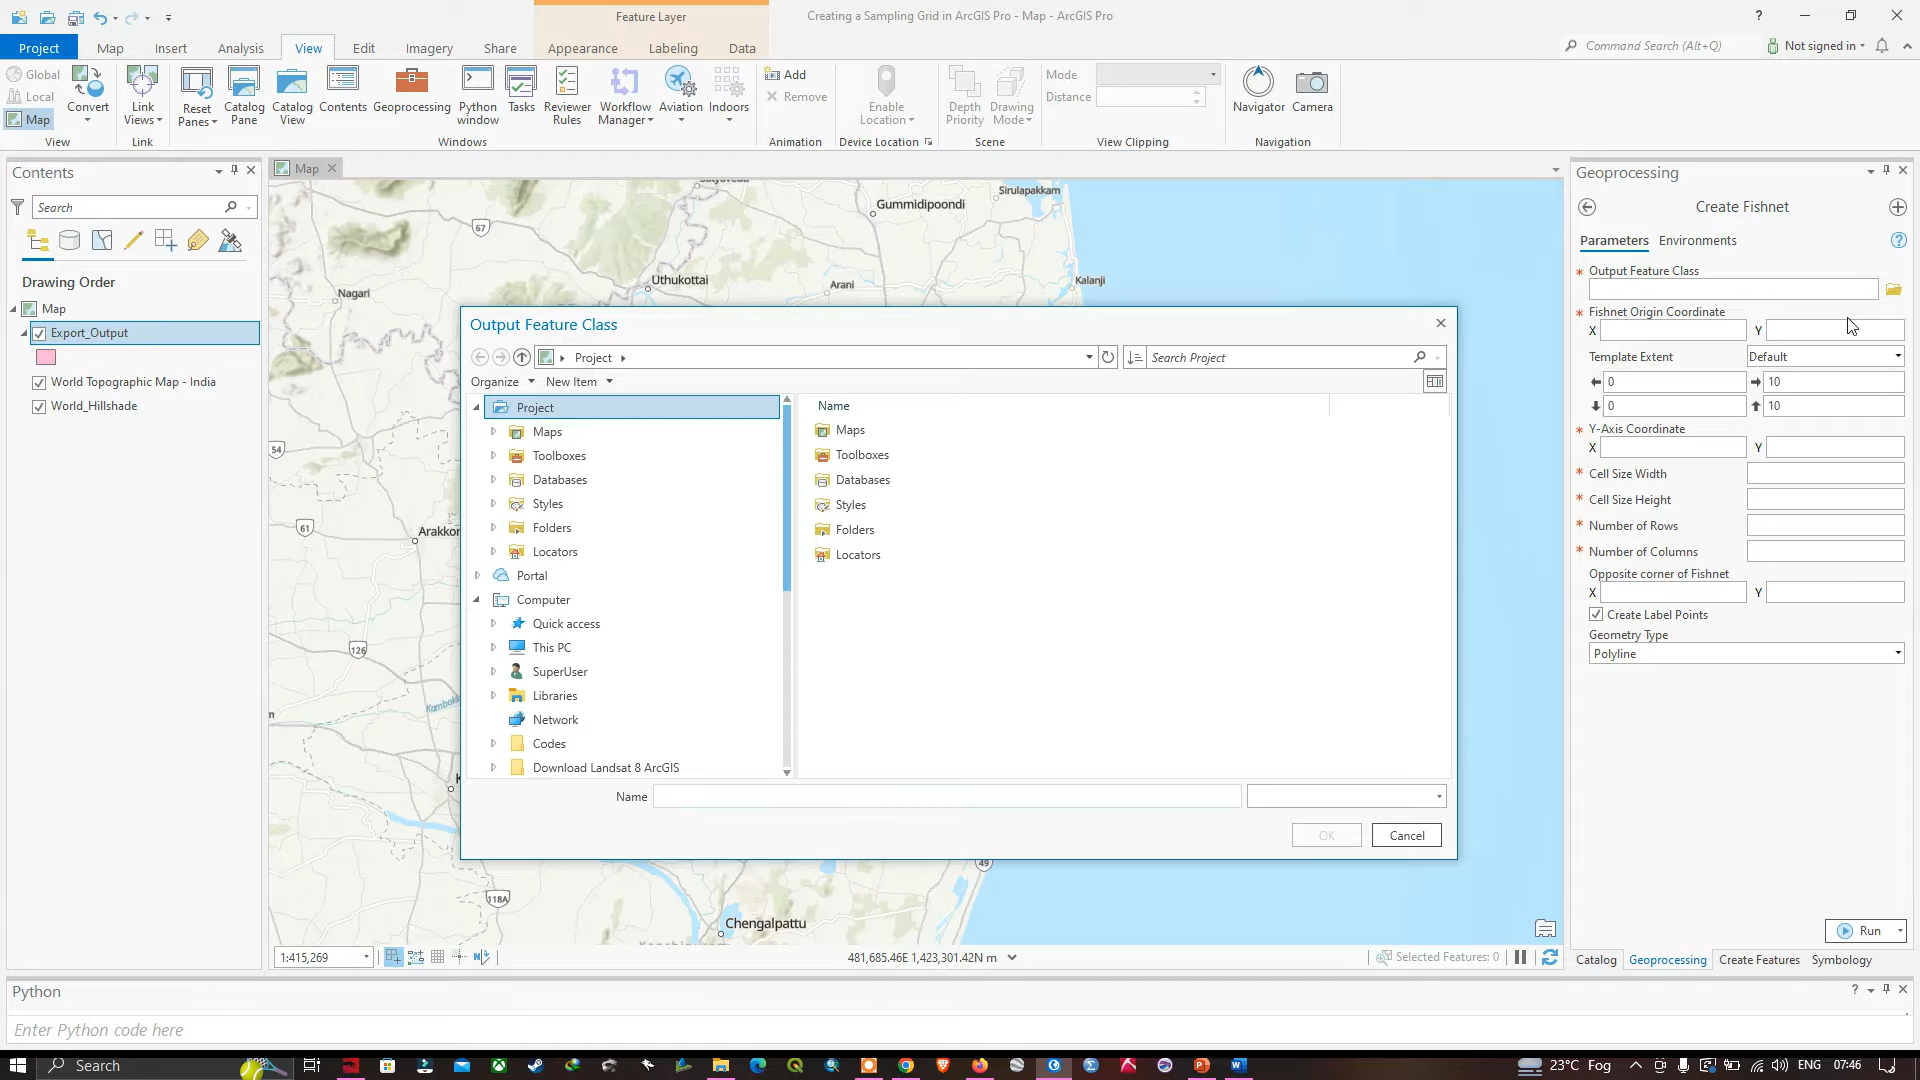 Feature Layer
Creating a Sampling Grid in ArcGIS Pro - Map - ArcGIS Pro
?
Project
Map
Insert
Analysis
View
Edit
Imagery
Share
Appearance
Labeling
Data
Command Search (Alt+Q)
Not signed in
Global
Local
Map
Convert
View
Link
Views
Link
Reset
Panes
Catalog
Pane
Catalog
View
Contents
Geoprocessing
Python
window
Tasks
Reviewer
Rules
Workflow
Manager
Aviation
Indoors
Windows
Add
Remove
Animation
Enable
Location
Device Location
Depth
Priority
Drawing
Mode
Scene
Mode
Distance
View Clipping
Navigator
Camera
Navigation
Contents
Search
Drawing Order
Map
Export_Output
World Topographic Map - India
World_Hillshade
Map
Sirulapakkam
Gummidipoondi
67
Uthukottai
Arani
Kalanji
Nagari
54
61
126
118A
49
Chengalpattu
Output Feature Class
Project
Search Project
Organize
New Item
Project
Maps
Toolboxes
Databases
Styles
Folders
Locators
Portal
Computer
Quick access
This PC
SuperUser
Libraries
Network
Codes
Download Landsat 8 ArcGIS
Name
Maps
Toolboxes
Databases
Styles
Folders
Locators
Name
OK
Cancel
1:415,269
481,685.46E 1,423,301.42N m
Selected Features: 0
Geoprocessing
Create Fishnet
Parameters
Environments
?
* Output Feature Class
* Fishnet Origin Coordinate
X
Y
Template Extent
Default
0
10
0
10
* Y-Axis Coordinate
X
Y
* Cell Size Width
* Cell Size Height
* Number of Rows
* Number of Columns
Opposite corner of Fishnet
X
Y
Create Label Points
Geometry Type
Polyline
Run
Catalog
Geoprocessing
Create Features
Symbology
Python
?
Enter Python code here
Search
23°C Fog
ENG
07:46